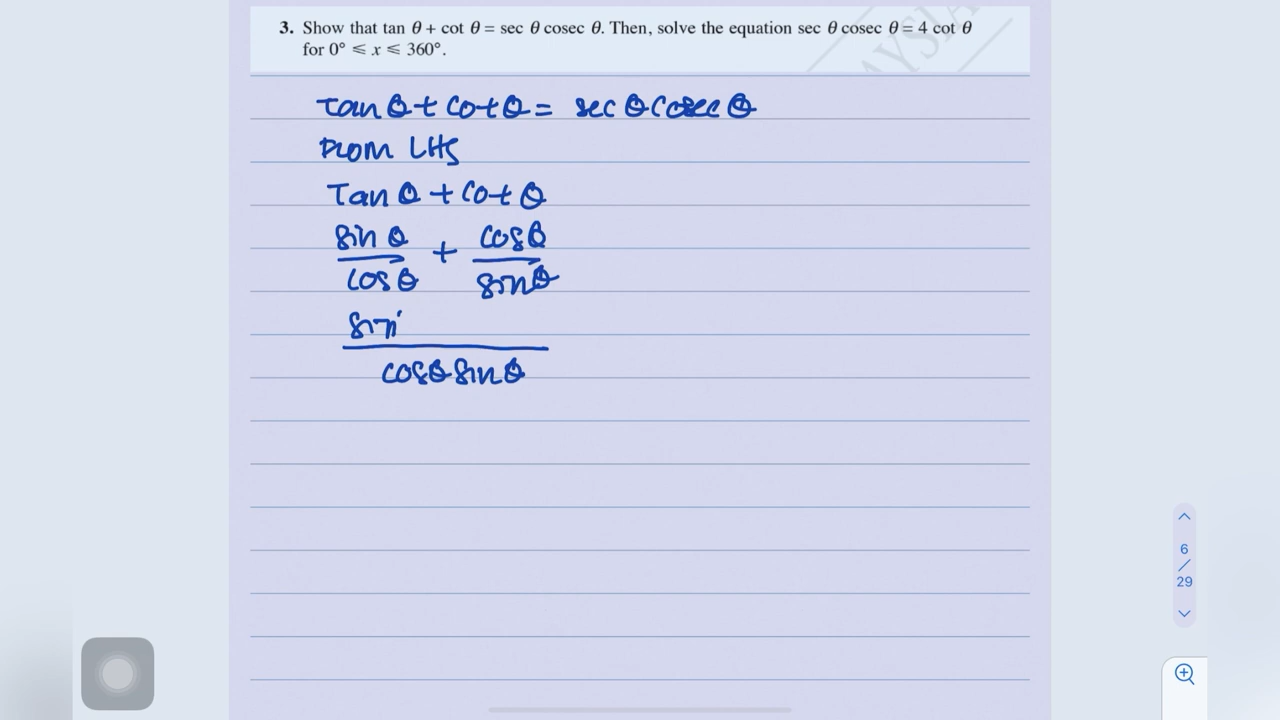 3. Show that tan θ + cot θ = sec θ cosec θ. Then, solve the equation sec θ cosec θ = 4 cot θ
for 0° ⩽ x ⩽ 360°.
Tan θ + cot θ = sec θ cosec θ
From LHS
Tan θ + cot θ
sin θ / cos θ + cos θ / sin θ
sin
cos θ sin θ
6
/
29